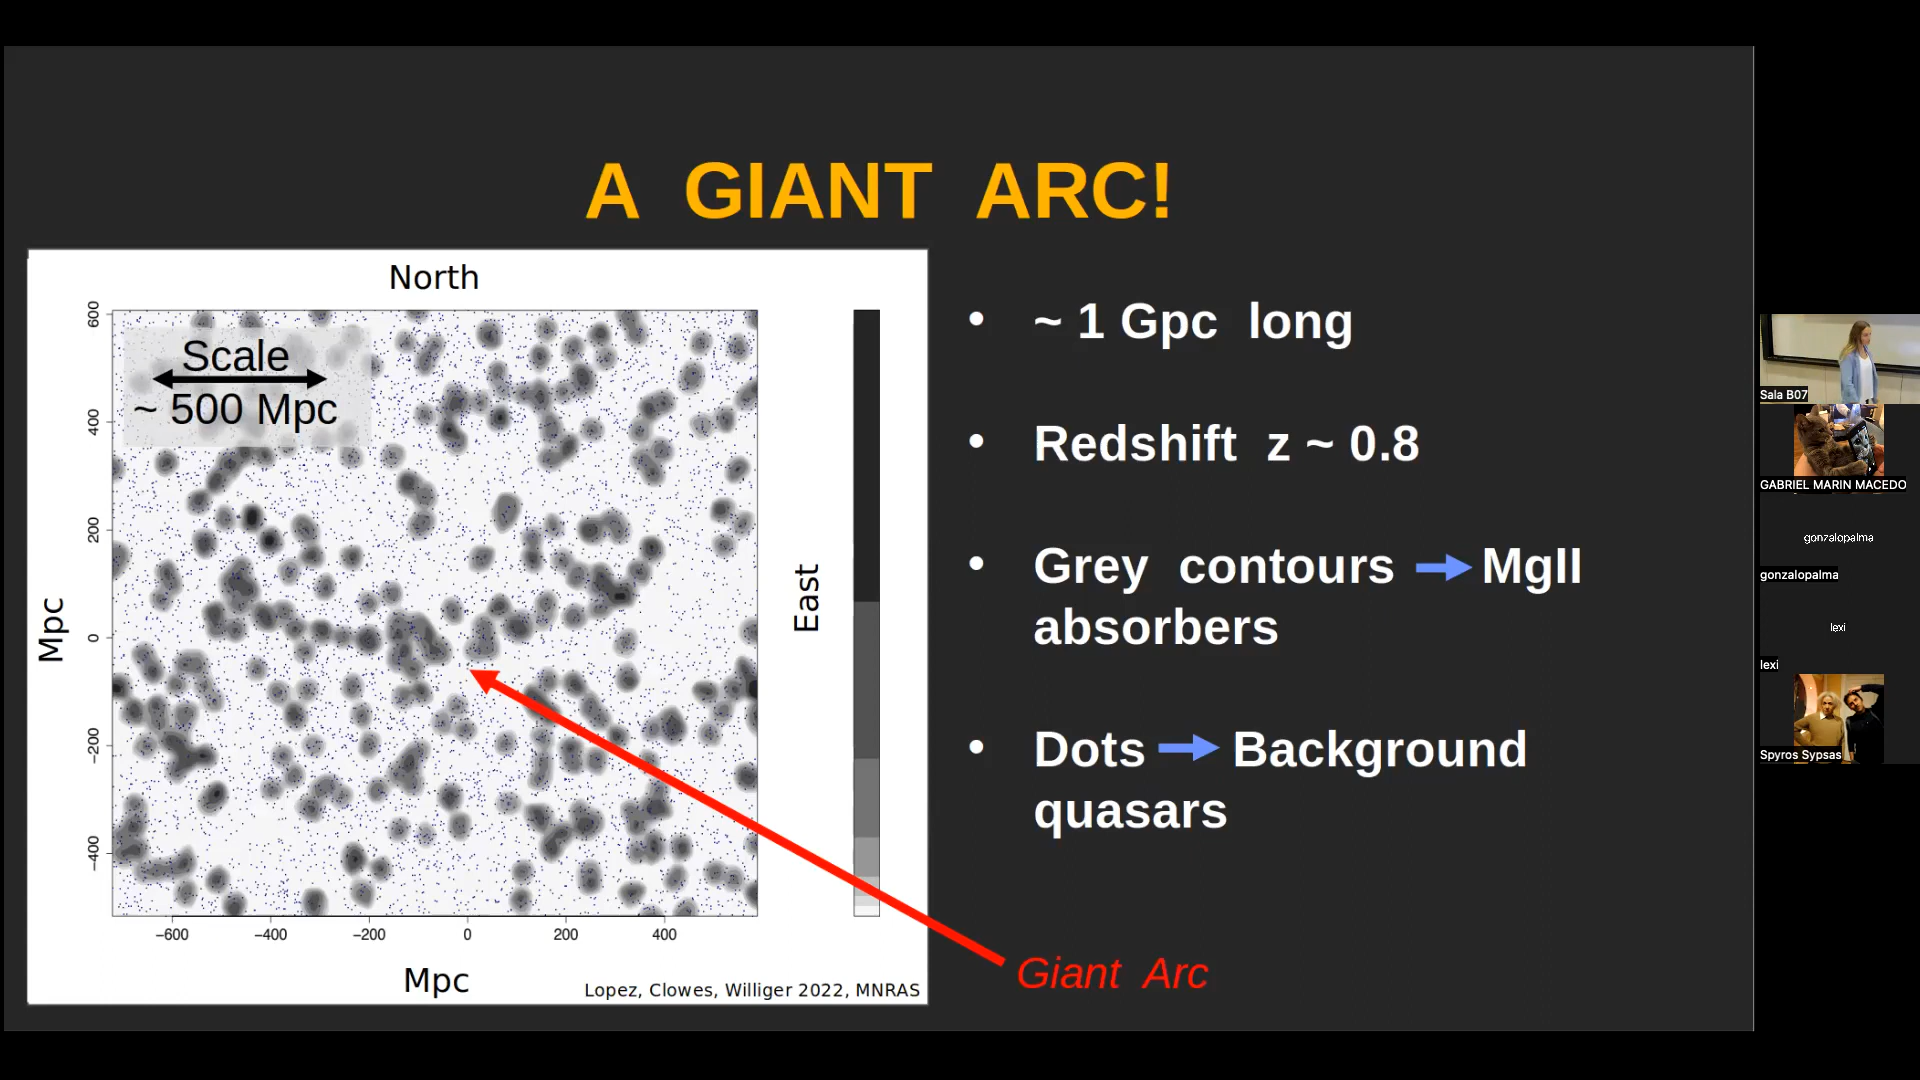 A GIANT ARC!
North
Scale
~ 500 Mpc
600
400
200
0
−200
−400
Mpc
East
−600
−400
−200
0
200
400
Mpc
Lopez, Clowes, Williger 2022, MNRAS
• ~ 1 Gpc long
• Redshift z ~ 0.8
• Grey contours → MgII
absorbers
• Dots → Background
quasars
Giant Arc
Sala B07
GABRIEL MARIN MACEDO
gonzalopalma
gonzalopalma
lexi
lexi
Spyros Sypsas